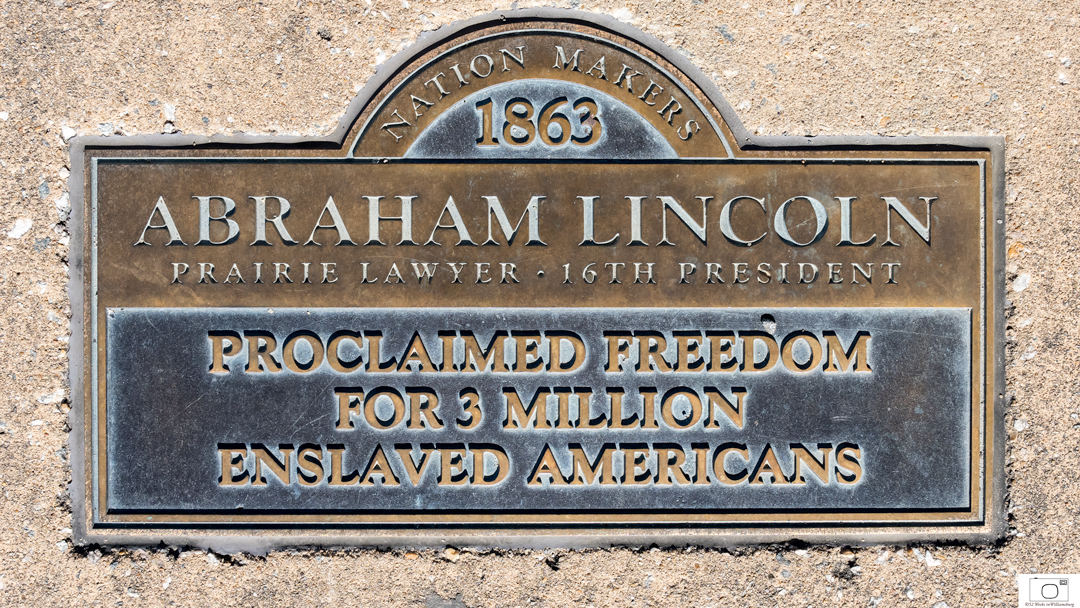 NATION MAKERS
1863
ABRAHAM LINCOLN
PRAIRIE LAWYER · 16TH PRESIDENT
PROCLAIMED FREEDOM
FOR 3 MILLION
ENSLAVED AMERICANS